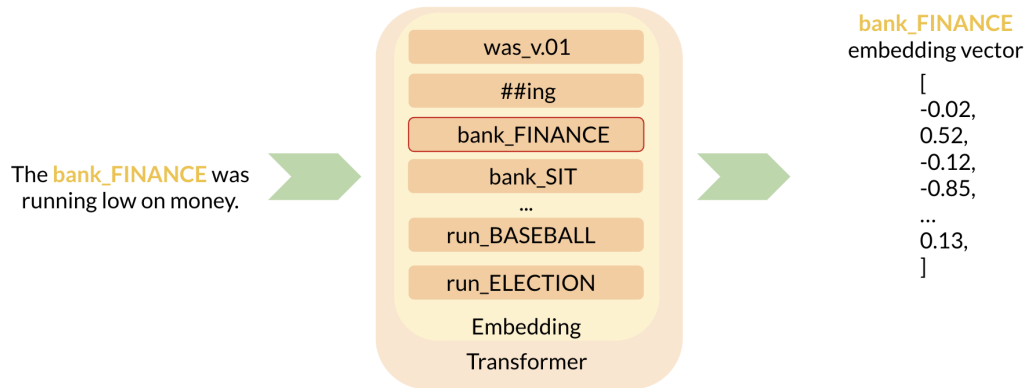 The bank_FINANCE was
running low on money.
was_v.01
##ing
bank_FINANCE
bank_SIT
...
run_BASEBALL
run_ELECTION
Embedding
Transformer
bank_FINANCE
embedding vector
[
-0.02,
0.52,
-0.12,
-0.85,
...
0.13,
]